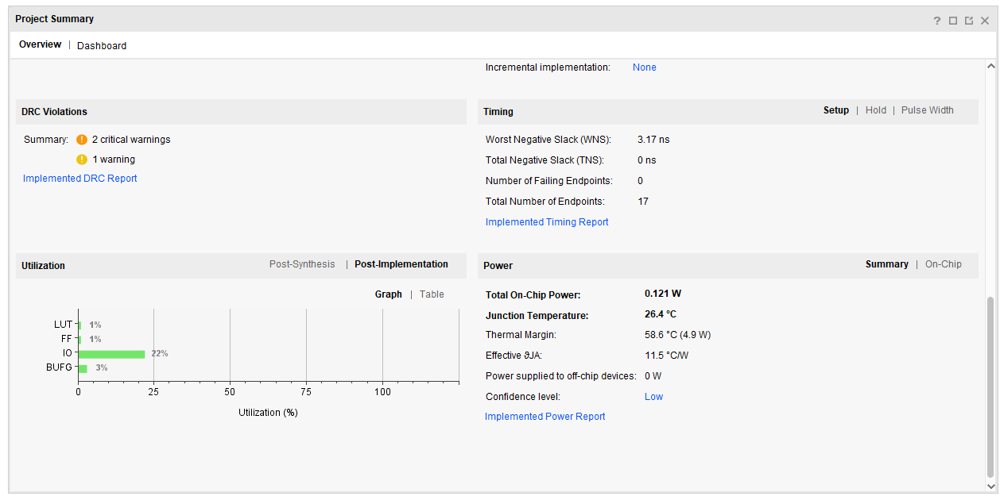 Project Summary
Overview | Dashboard
Incremental implementation: None
DRC Violations
Summary: 2 critical warnings
1 warning
Implemented DRC Report
Timing Setup | Hold | Pulse Width
Worst Negative Slack (WNS): 3.17 ns
Total Negative Slack (TNS): 0 ns
Number of Failing Endpoints: 0
Total Number of Endpoints: 17
Implemented Timing Report
Utilization Post-Synthesis | Post-Implementation
Graph | Table
LUT 1%
FF 1%
IO 22%
BUFG 3%
0 25 50 75 100
Utilization (%)
Power Summary | On-Chip
Total On-Chip Power: 0.121 W
Junction Temperature: 26.4 °C
Thermal Margin: 58.6 °C (4.9 W)
Effective ϑJA: 11.5 °C/W
Power supplied to off-chip devices: 0 W
Confidence level: Low
Implemented Power Report